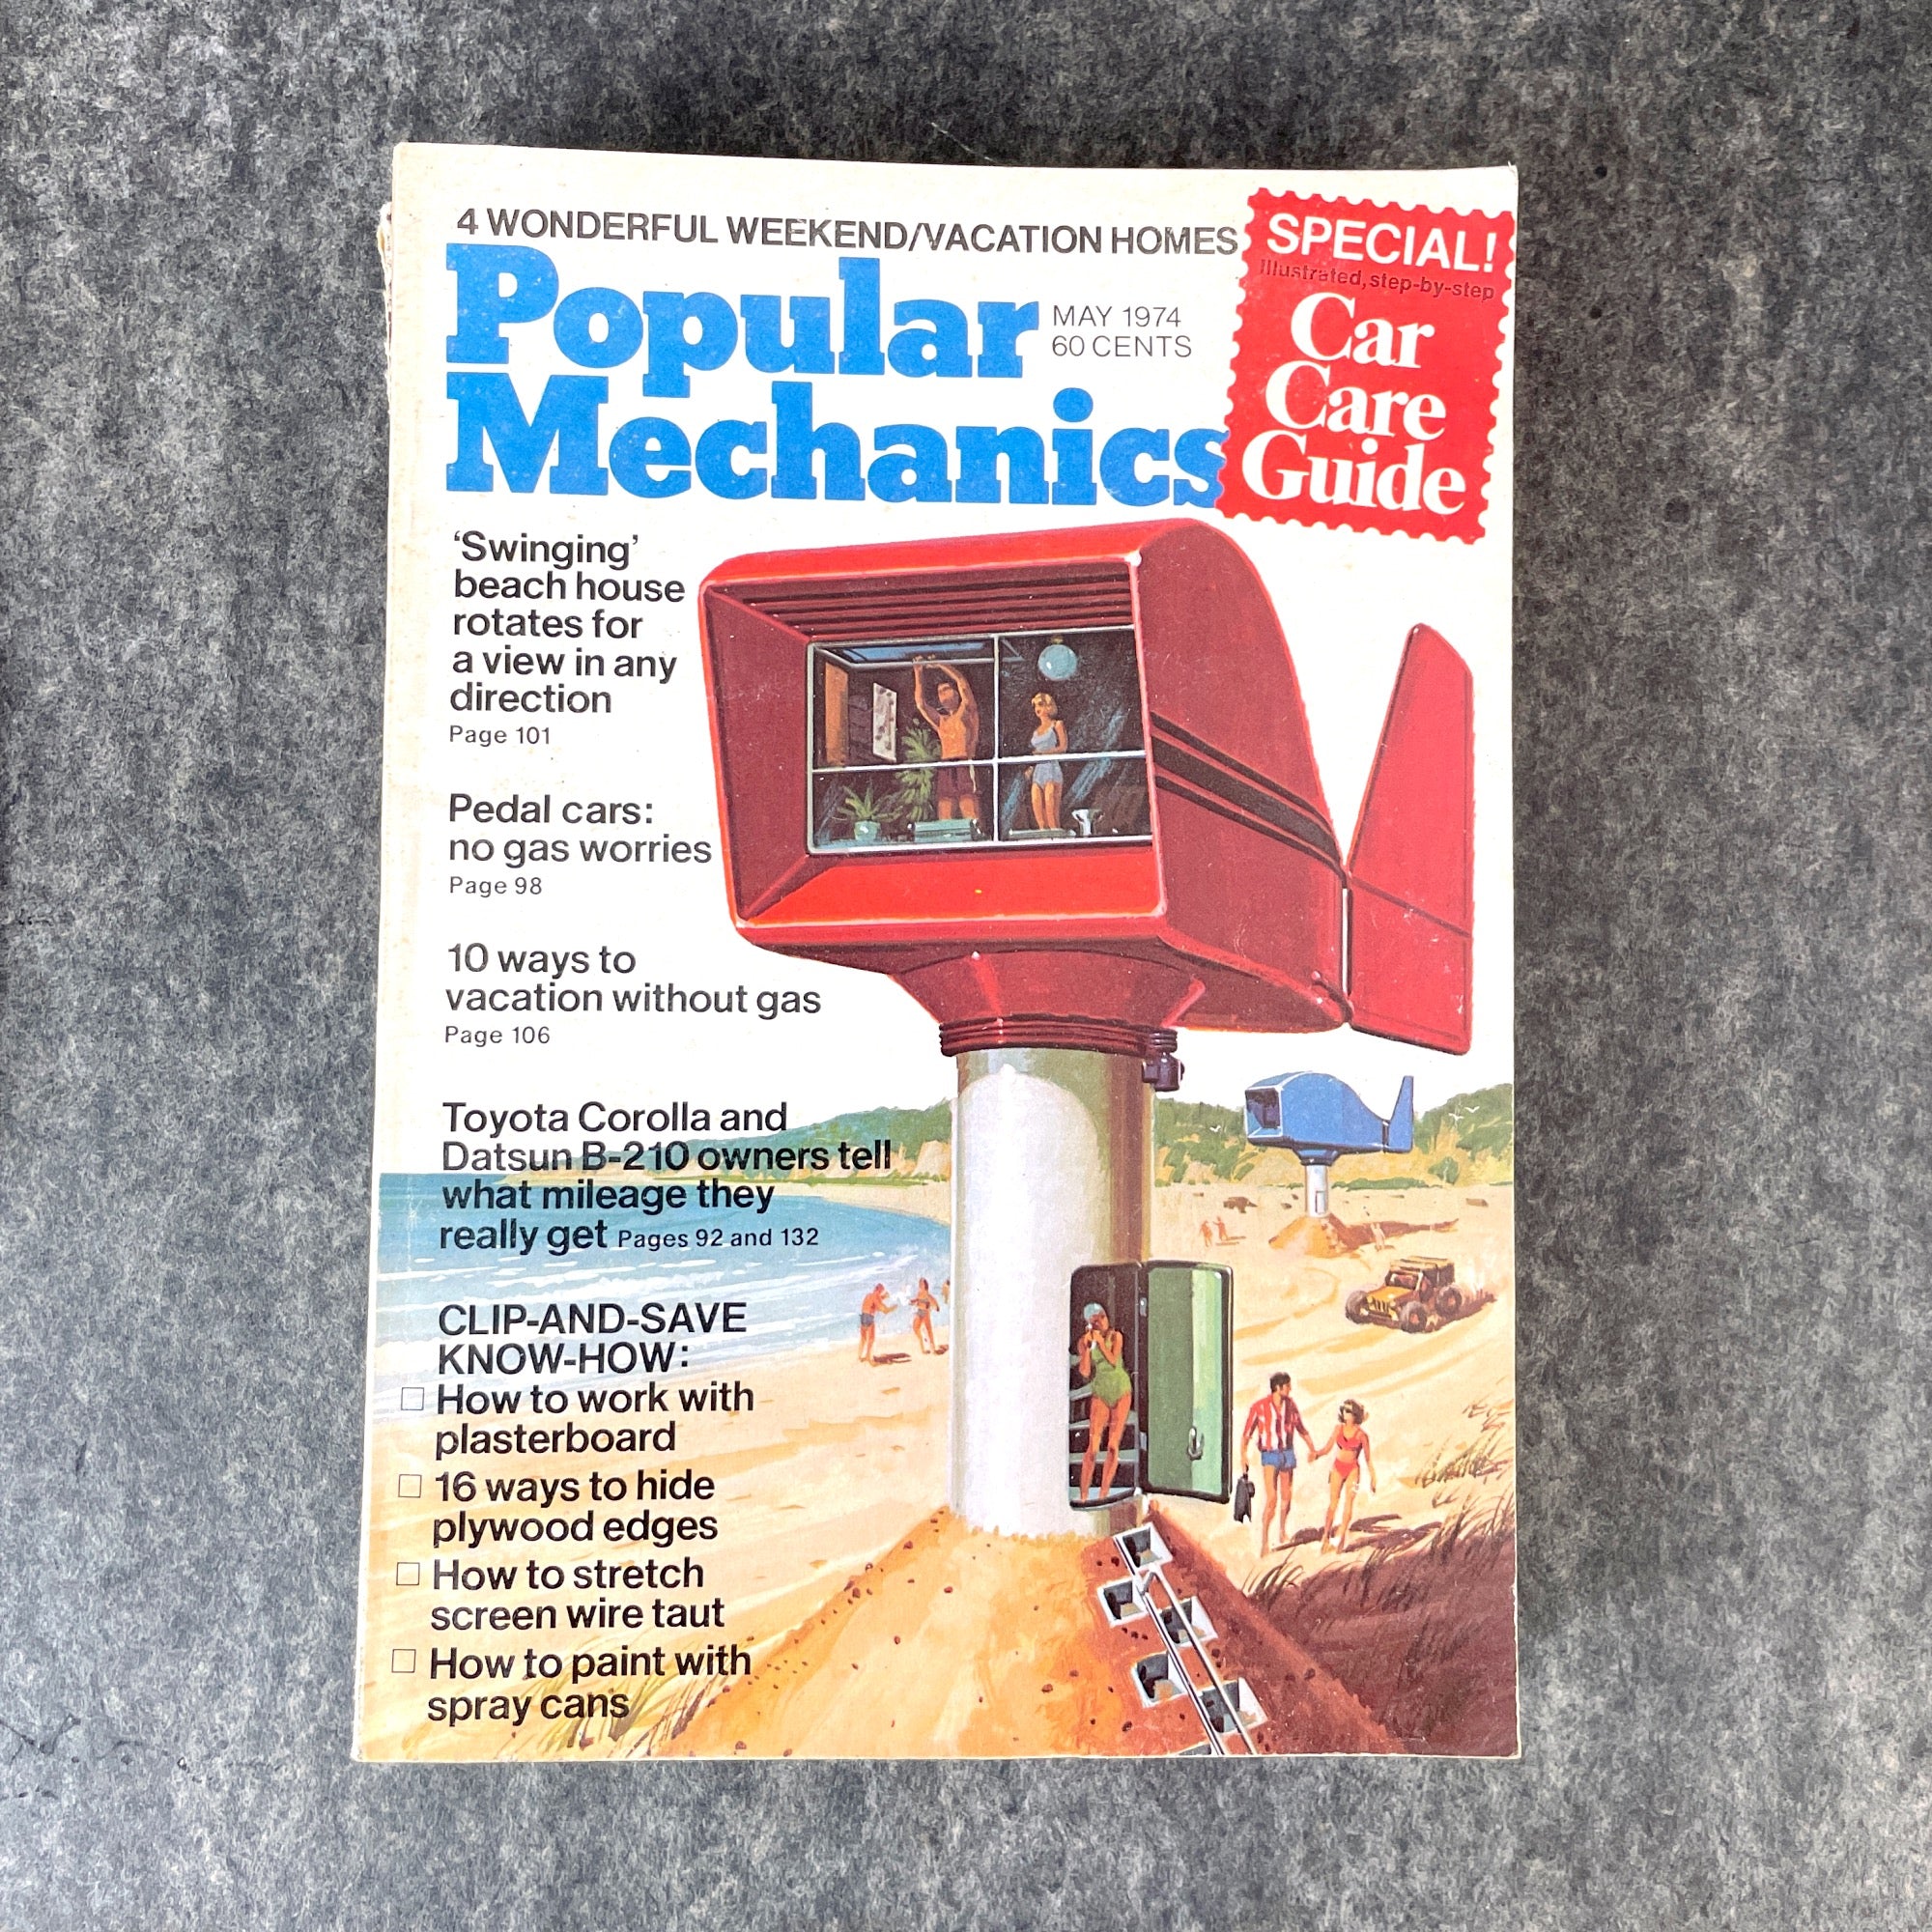 4 WONDERFUL WEEKEND/VACATION HOMES
Popular
Mechanics
MAY 1974
60 CENTS
SPECIAL!
Illustrated, step-by-step
Car
Care
Guide
‘Swinging’
beach house
rotates for
a view in any
direction
Page 101
Pedal cars:
no gas worries
Page 98
10 ways to
vacation without gas
Page 106
Toyota Corolla and
Datsun B-210 owners tell
what mileage they
really get Pages 92 and 132
CLIP-AND-SAVE
KNOW-HOW:
☐ How to work with
plasterboard
☐ 16 ways to hide
plywood edges
☐ How to stretch
screen wire taut
☐ How to paint with
spray cans